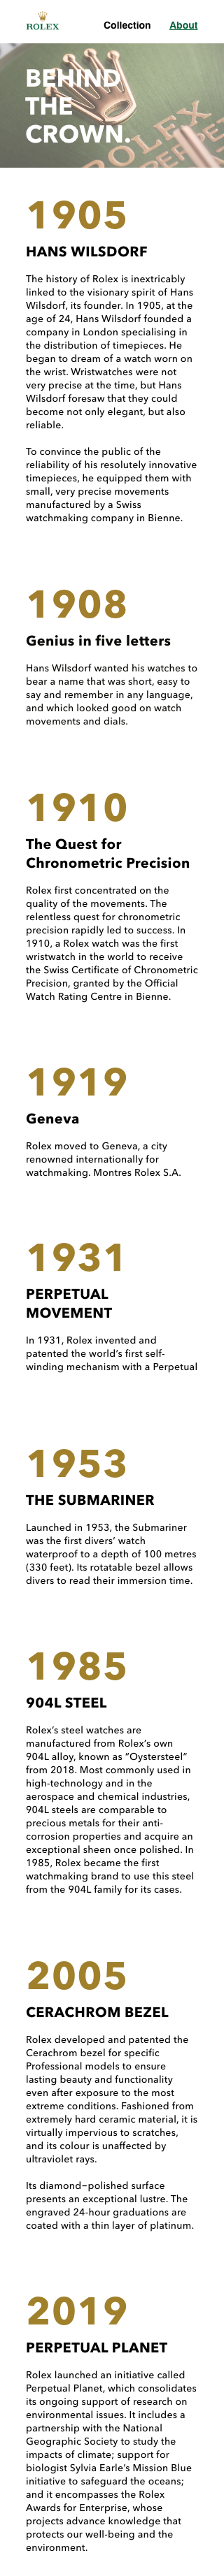 ROLEX
Collection
About
BEHIND
THE
CROWN.
1905
HANS WILSDORF
The history of Rolex is inextricably
linked to the visionary spirit of Hans
Wilsdorf, its founder. In 1905, at the
age of 24, Hans Wilsdorf founded a
company in London specialising in
the distribution of timepieces. He
began to dream of a watch worn on
the wrist. Wristwatches were not
very precise at the time, but Hans
Wilsdorf foresaw that they could
become not only elegant, but also
reliable.
To convince the public of the
reliability of his resolutely innovative
timepieces, he equipped them with
small, very precise movements
manufactured by a Swiss
watchmaking company in Bienne.
1908
Genius in five letters
Hans Wilsdorf wanted his watches to
bear a name that was short, easy to
say and remember in any language,
and which looked good on watch
movements and dials.
1910
The Quest for
Chronometric Precision
Rolex first concentrated on the
quality of the movements. The
relentless quest for chronometric
precision rapidly led to success. In
1910, a Rolex watch was the first
wristwatch in the world to receive
the Swiss Certificate of Chronometric
Precision, granted by the Official
Watch Rating Centre in Bienne.
1919
Geneva
Rolex moved to Geneva, a city
renowned internationally for
watchmaking. Montres Rolex S.A.
1931
PERPETUAL
MOVEMENT
In 1931, Rolex invented and
patented the world's first self-
winding mechanism with a Perpetual
1953
THE SUBMARINER
Launched in 1953, the Submariner
was the first divers' watch
waterproof to a depth of 100 metres
(330 feet). Its rotatable bezel allows
divers to read their immersion time.
1985
904L STEEL
Rolex's steel watches are
manufactured from Rolex's own
904L alloy, known as "Oystersteel"
from 2018. Most commonly used in
high-technology and in the
aerospace and chemical industries,
904L steels are comparable to
precious metals for their anti-
corrosion properties and acquire an
exceptional sheen once polished. In
1985, Rolex became the first
watchmaking brand to use this steel
from the 904L family for its cases.
2005
CERACHROM BEZEL
Rolex developed and patented the
Cerachrom bezel for specific
Professional models to ensure
lasting beauty and functionality
even after exposure to the most
extreme conditions. Fashioned from
extremely hard ceramic material, it is
virtually impervious to scratches,
and its colour is unaffected by
ultraviolet rays.
Its diamond-polished surface
presents an exceptional lustre. The
engraved 24-hour graduations are
coated with a thin layer of platinum.
2019
PERPETUAL PLANET
Rolex launched an initiative called
Perpetual Planet, which consolidates
its ongoing support of research on
environmental issues. It includes a
partnership with the National
Geographic Society to study the
impacts of climate; support for
biologist Sylvia Earle's Mission Blue
initiative to safeguard the oceans;
and it encompasses the Rolex
Awards for Enterprise, whose
projects advance knowledge that
protects our well-being and the
environment.